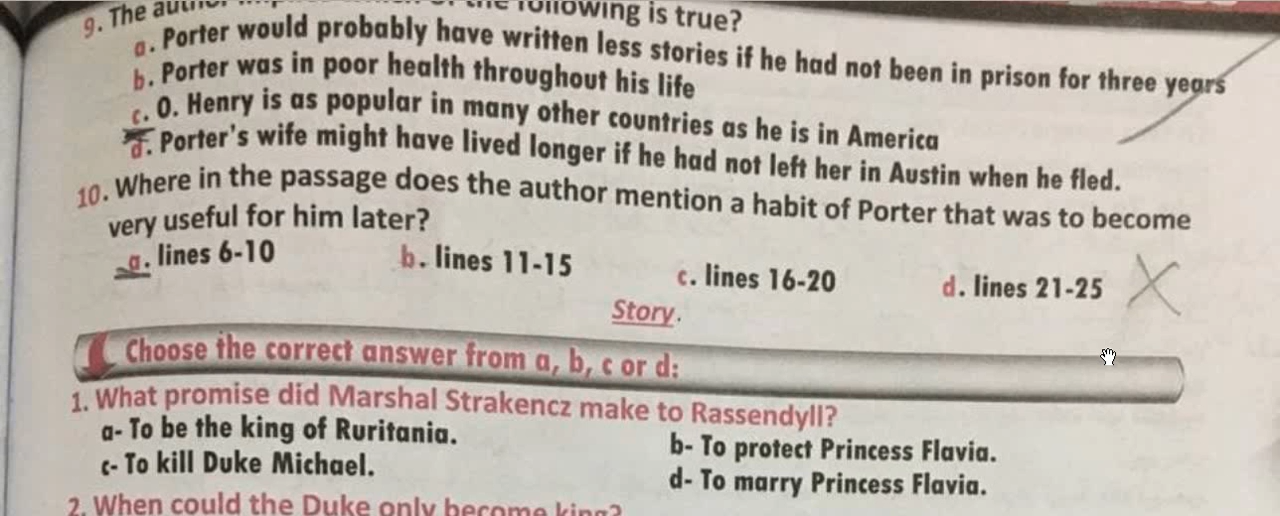 9. The the following is true?
a. Porter would probably have written less stories if he had not been in prison for three years
b. Porter was in poor health throughout his life
c. O. Henry is as popular in many other countries as he is in America
d. Porter's wife might have lived longer if he had not left her in Austin when he fled.
10. Where in the passage does the author mention a habit of Porter that was to become
very useful for him later?
a. lines 6-10 b. lines 11-15 c. lines 16-20 d. lines 21-25
Story.
Choose the correct answer from a, b, c or d:
1. What promise did Marshal Strakencz make to Rassendyll?
a- To be the king of Ruritania. b- To protect Princess Flavia.
c- To kill Duke Michael. d- To marry Princess Flavia.
2. When could the Duke only become king?